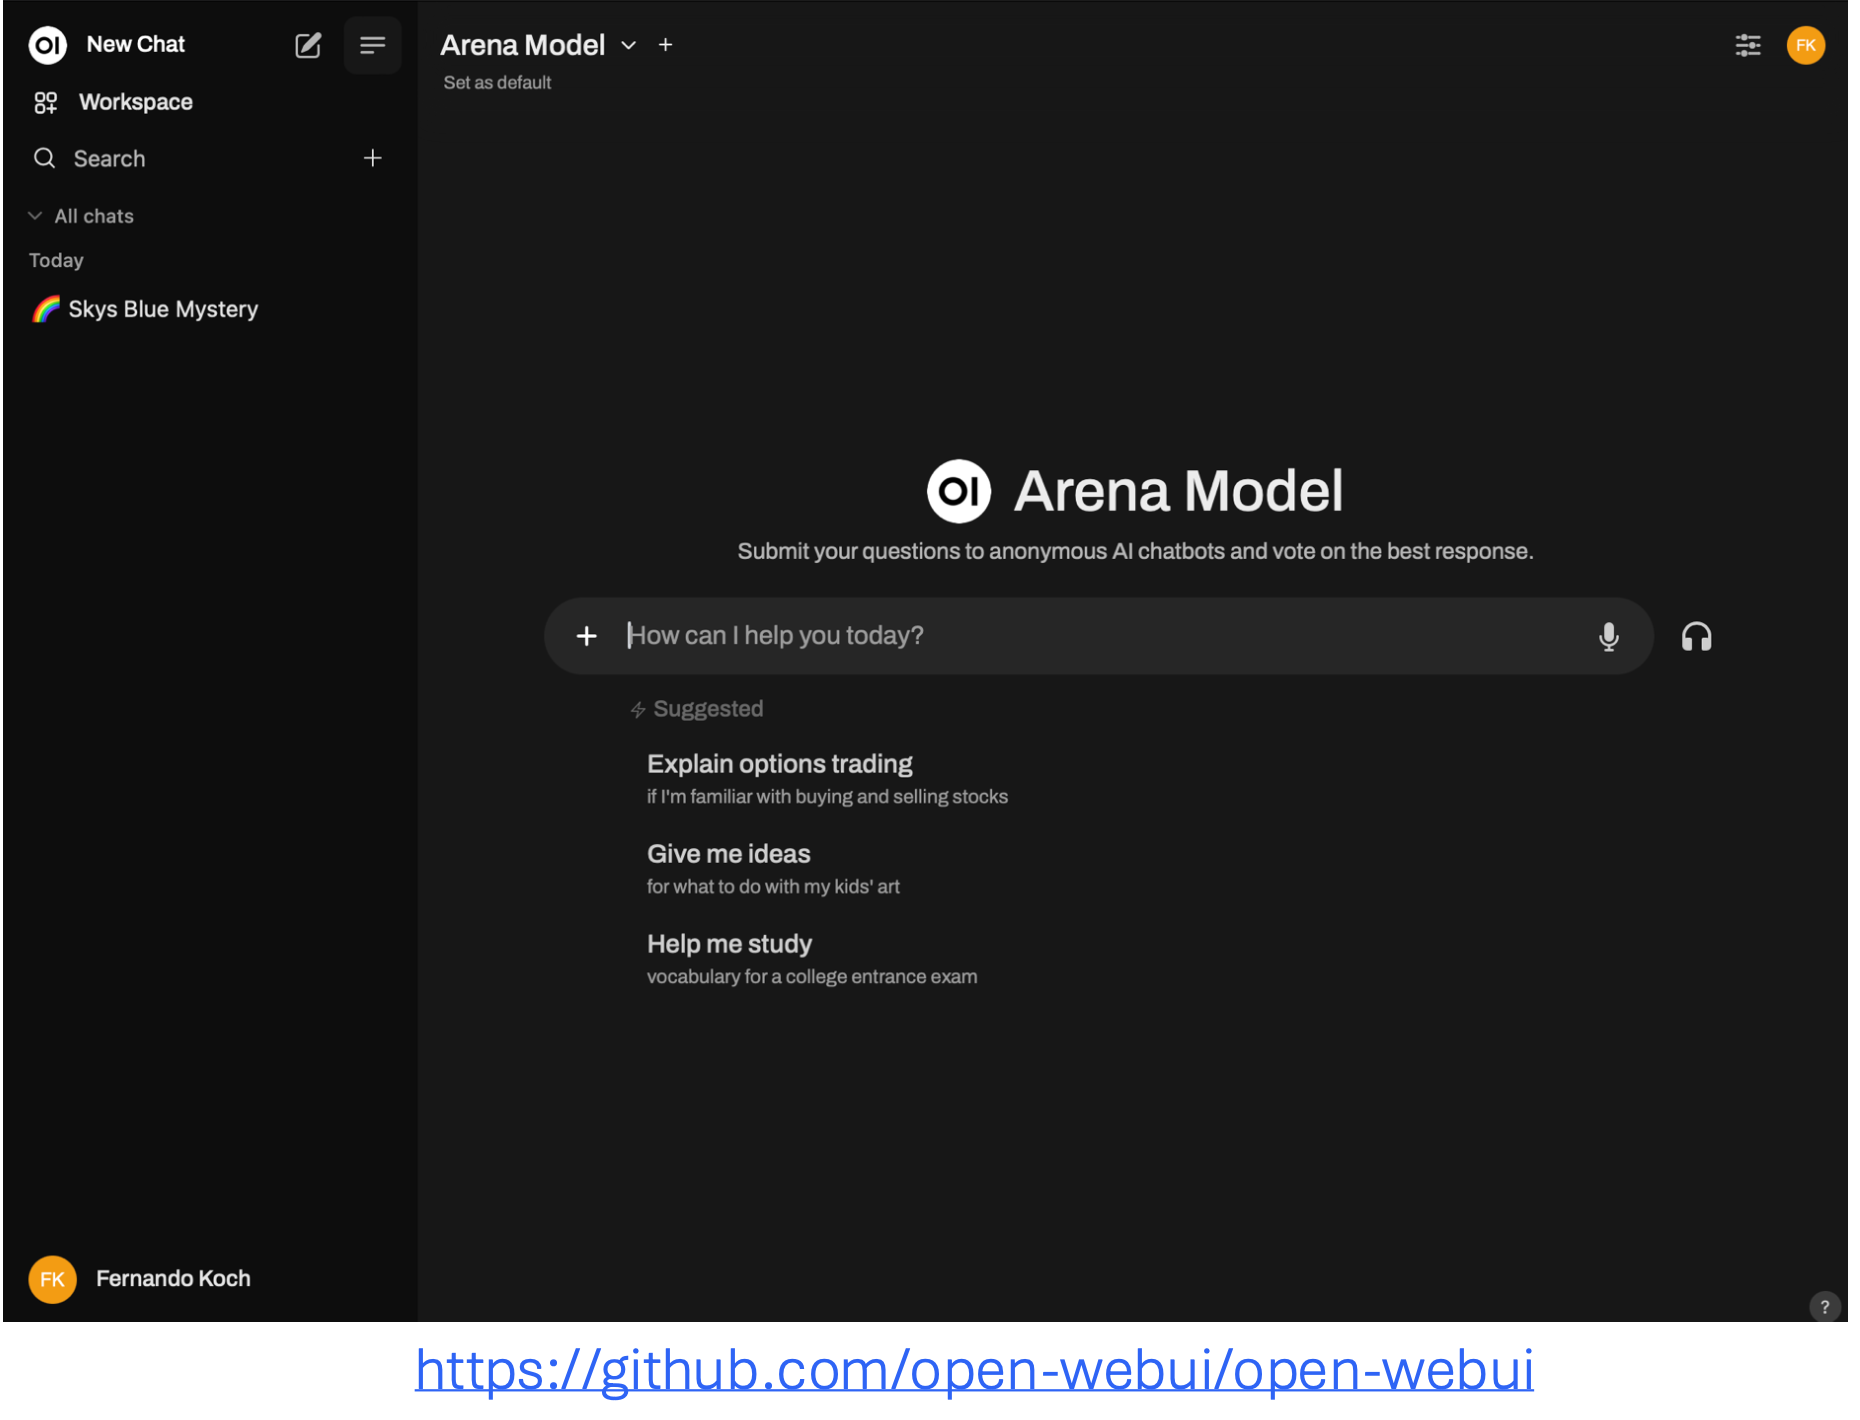 OI New Chat
Workspace
Search
All chats
Today
Skys Blue Mystery
FK Fernando Koch
Arena Model
Set as default
FK
OI Arena Model
Submit your questions to anonymous AI chatbots and vote on the best response.
How can I help you today?
Suggested
Explain options trading
if I'm familiar with buying and selling stocks
Give me ideas
for what to do with my kids' art
Help me study
vocabulary for a college entrance exam
?
https://github.com/open-webui/open-webui